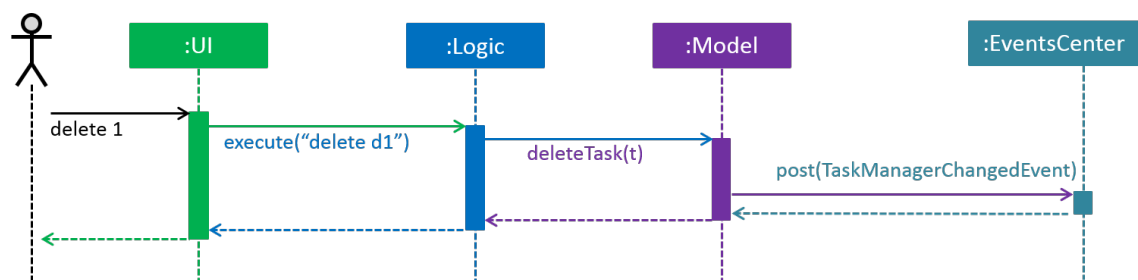 :UI
:Logic
:Model
:EventsCenter
delete 1
execute(“delete d1”)
deleteTask(t)
post(TaskManagerChangedEvent)